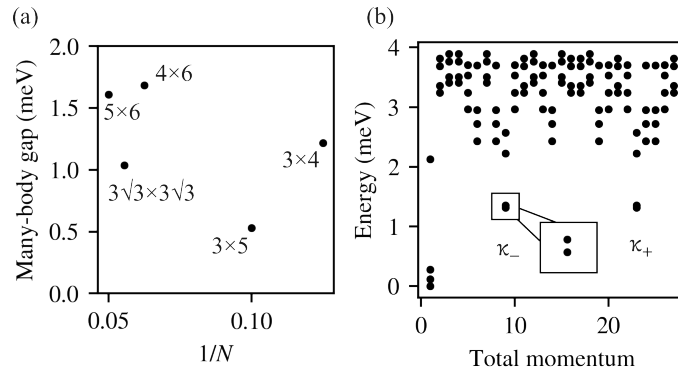 (a)
2.0
1.5
1.0
0.5
0.0
Many-body gap (meV)
4×6
5×6
3√3×3√3
3×4
3×5
0.05
0.10
1/N
(b)
4
3
2
1
0
Energy (meV)
κ₋
κ₊
0
10
20
Total momentum